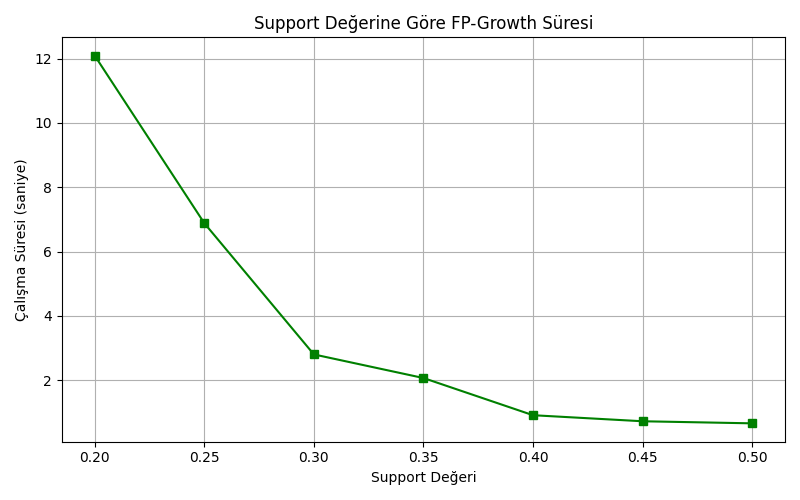 Support Değerine Göre FP-Growth Süresi
Çalışma Süresi (saniye)
12
10
8
6
4
2
0.20 0.25 0.30 0.35 0.40 0.45 0.50
Support Değeri